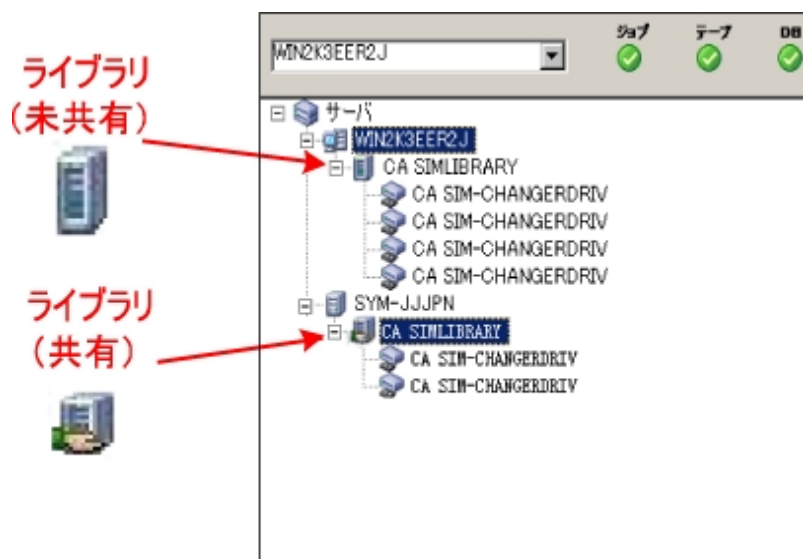 ジョブ テープ DB
WIN2K3EER2J
ライブラリ
（未共有）
サーバ
WIN2K3EER2J
CA SIMLIBRARY
CA SIM-CHANGERDRIV
CA SIM-CHANGERDRIV
CA SIM-CHANGERDRIV
CA SIM-CHANGERDRIV
ライブラリ
（共有）
SYM-JJJPN
CA SIMLIBRARY
CA SIM-CHANGERDRIV
CA SIM-CHANGERDRIV